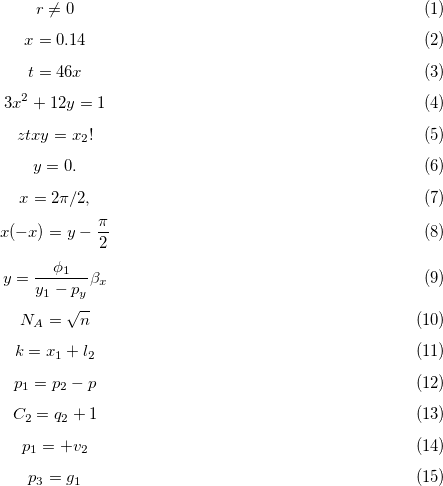 r ≠ 0 (1)
x = 0.14 (2)
t = 46x (3)
3x² + 12y = 1 (4)
ztxy = x₂! (5)
y = 0. (6)
x = 2π/2, (7)
x(−x) = y − π/2 (8)
y = ϕ₁/(y₁ − p_y) β_x (9)
N_A = √n (10)
k = x₁ + l₂ (11)
p₁ = p₂ − p (12)
C₂ = q₂ + 1 (13)
p₁ = +v₂ (14)
p₃ = g₁ (15)